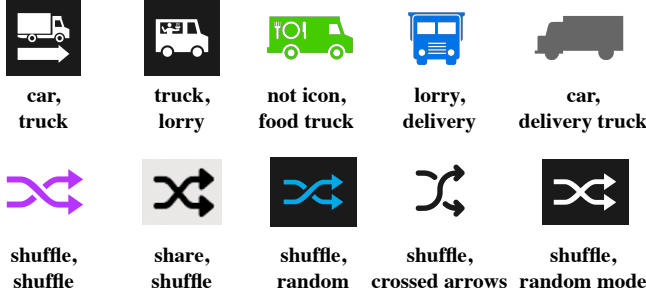 car,
truck
truck,
lorry
not icon,
food truck
lorry,
delivery
car,
delivery truck
shuffle,
shuffle
share,
shuffle
shuffle,
random
shuffle,
crossed arrows
shuffle,
random mode